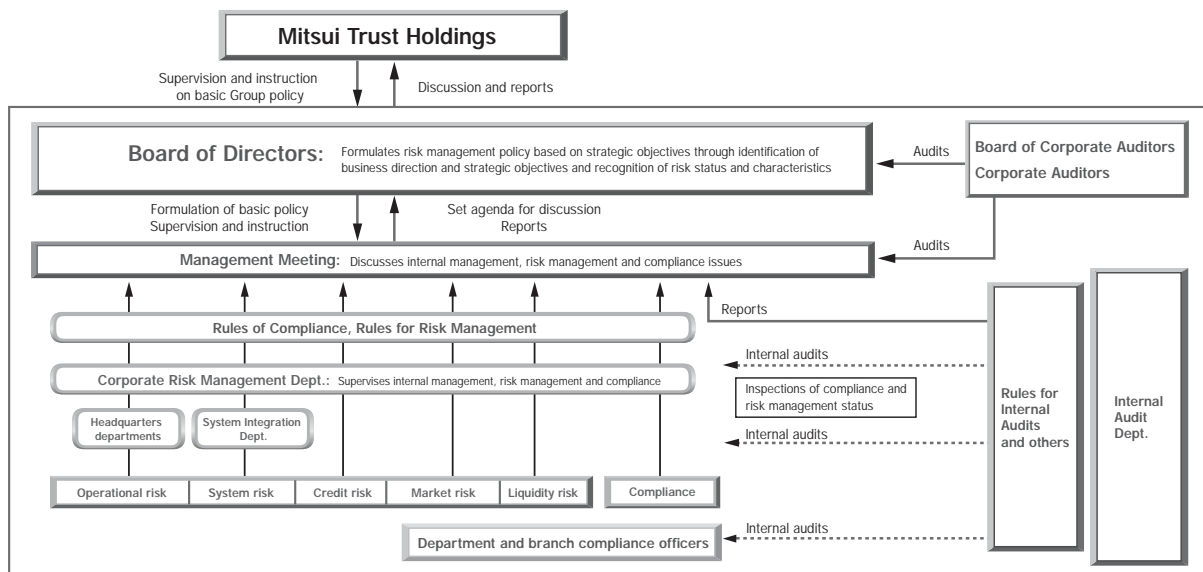 Mitsui Trust Holdings
Supervision and instruction
on basic Group policy
Discussion and reports
Board of Directors: Formulates risk management policy based on strategic objectives through identification of
business direction and strategic objectives and recognition of risk status and characteristics
Audits
Board of Corporate Auditors
Corporate Auditors
Formulation of basic policy
Supervision and instruction
Set agenda for discussion
Reports
Management Meeting: Discusses internal management, risk management and compliance issues
Audits
Reports
Rules of Compliance, Rules for Risk Management
Internal audits
Corporate Risk Management Dept.: Supervises internal management, risk management and compliance
Inspections of compliance and
risk management status
Headquarters
departments
System Integration
Dept.
Internal audits
Rules for
Internal
Audits
and others
Internal
Audit
Dept.
Operational risk
System risk
Credit risk
Market risk
Liquidity risk
Compliance
Department and branch compliance officers
Internal audits